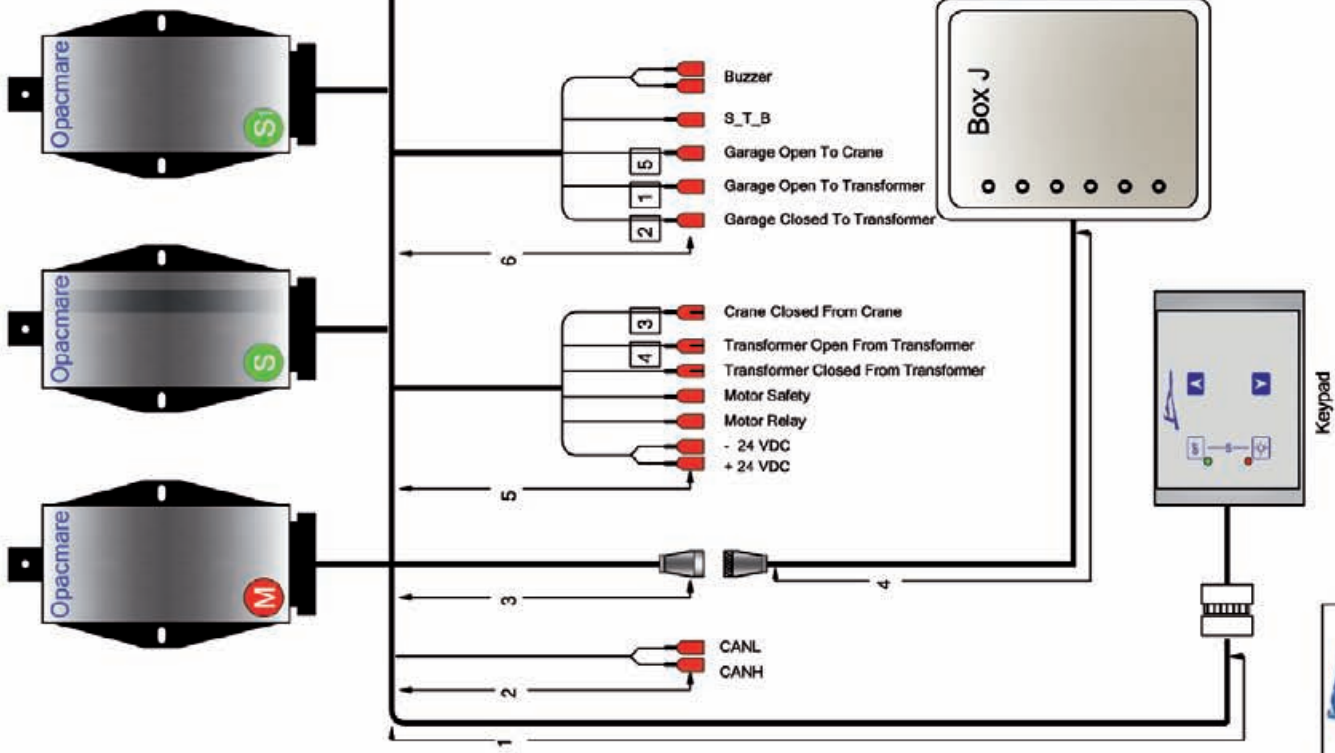 Opacmare
S1
Opacmare
S
Opacmare
M
Buzzer
S_T_B
5
Garage Open To Crane
1
Garage Open To Transformer
2
Garage Closed To Transformer
6
Box J
3
Crane Closed From Crane
4
Transformer Open From Transformer
Transformer Closed From Transformer
Motor Safety
Motor Relay
- 24 VDC
+ 24 VDC
5
3
4
CANL
CANH
2
1
Keypad